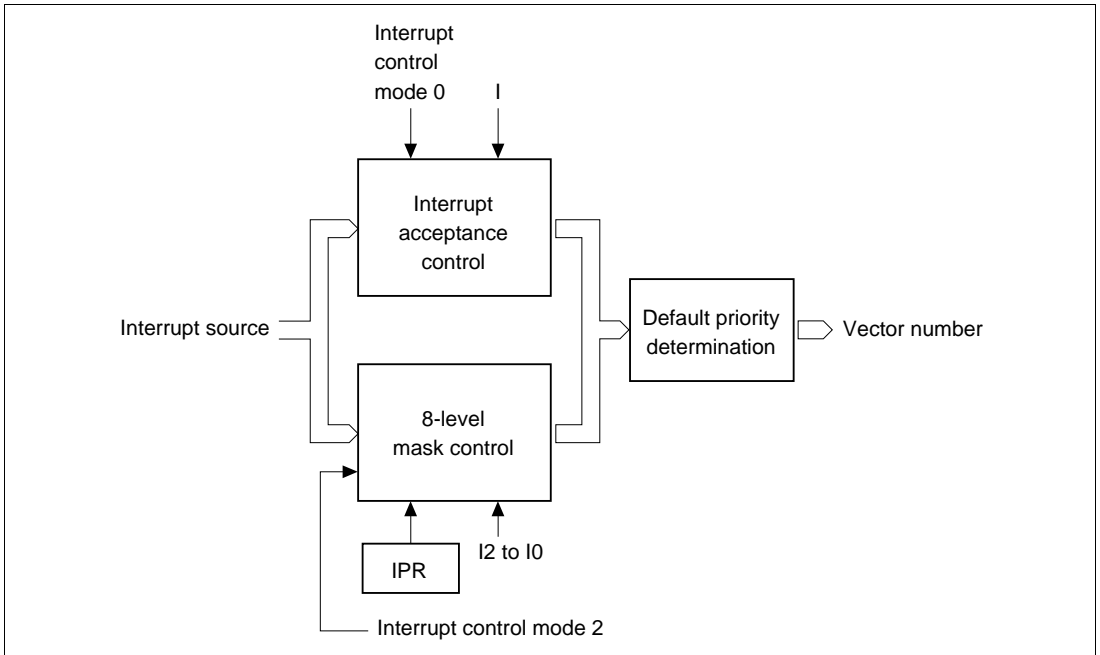 Interrupt
control
mode 0
I
Interrupt
acceptance
control
Interrupt source
Default priority
determination
Vector number
8-level
mask control
I2 to I0
IPR
Interrupt control mode 2